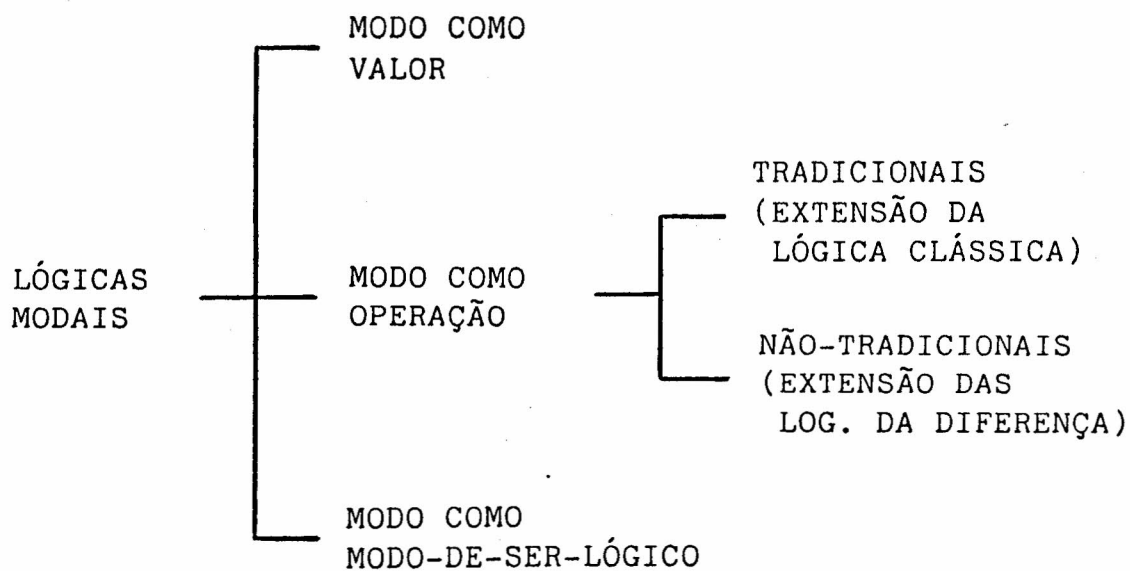 MODO COMO
VALOR
TRADICIONAIS
(EXTENSÃO DA
LÓGICA CLÁSSICA)
LÓGICAS
MODAIS
MODO COMO
OPERAÇÃO
NÃO-TRADICIONAIS
(EXTENSÃO DAS
LOG. DA DIFERENÇA)
MODO COMO
MODO-DE-SER-LÓGICO